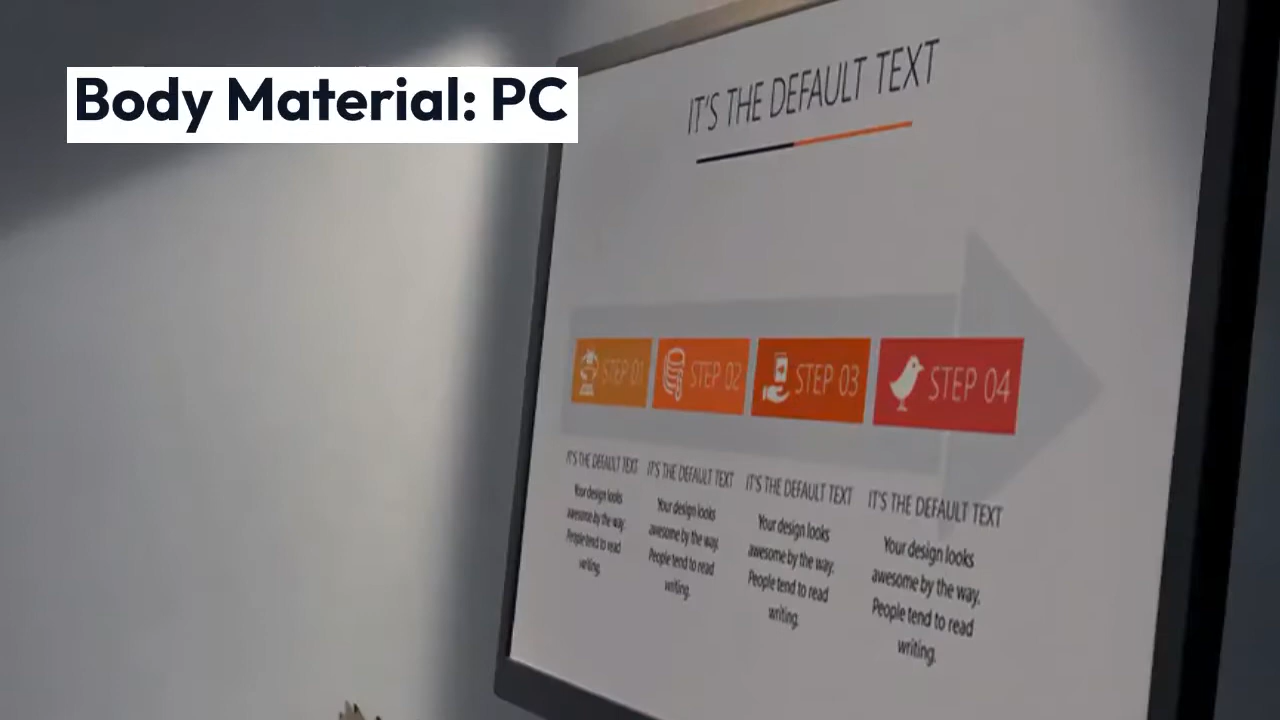 Body Material: PC
IT'S THE DEFAULT TEXT
STEP 01
STEP 02
STEP 03
STEP 04
IT'S THE DEFAULT TEXT
Your design looks
awesome by the way.
People tend to read
writing.
IT'S THE DEFAULT TEXT
Your design looks
awesome by the way.
People tend to read
writing.
IT'S THE DEFAULT TEXT
Your design looks
awesome by the way.
People tend to read
writing.
IT'S THE DEFAULT TEXT
Your design looks
awesome by the way.
People tend to read
writing.